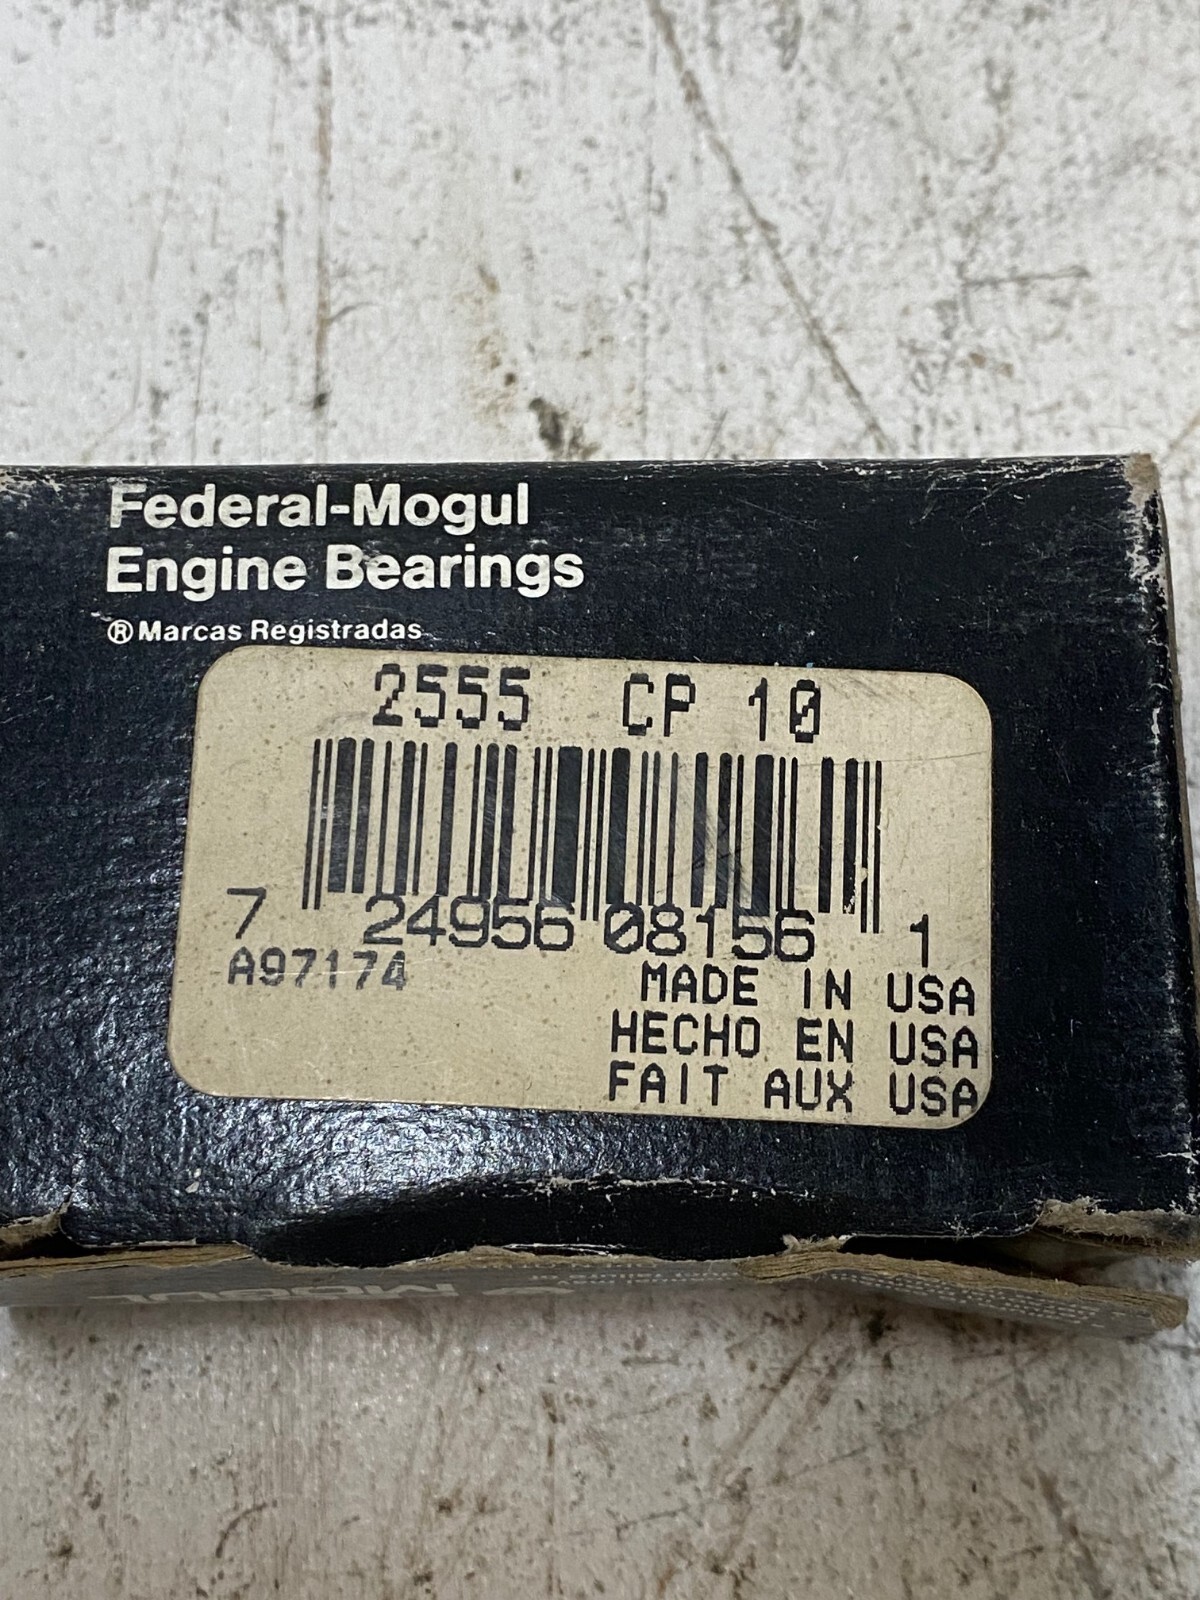 Federal-Mogul
Engine Bearings
® Marcas Registradas
2555 CP 10
7 24956 08156 1
A97174
MADE IN USA
HECHO EN USA
FAIT AUX USA
MOGUL